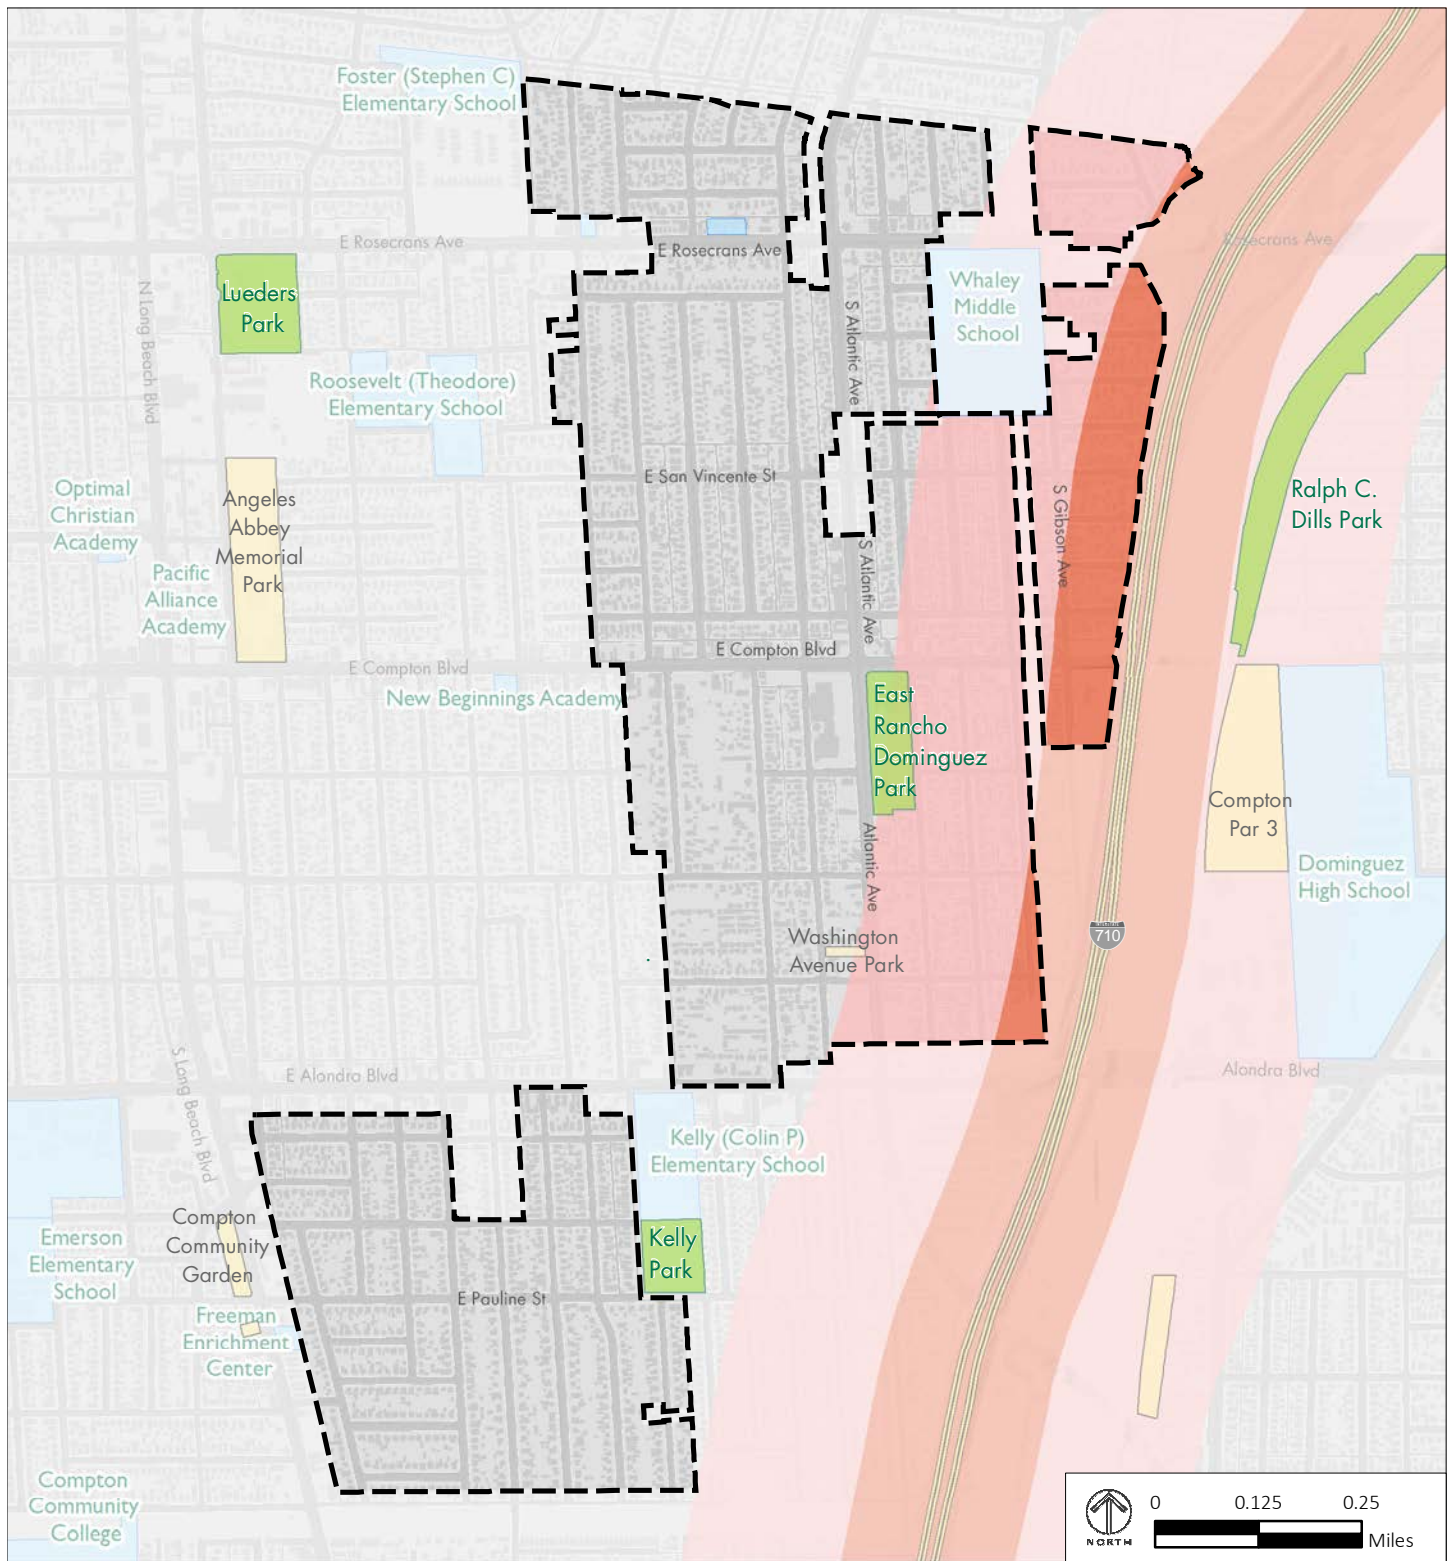 Foster (Stephen C)
Elementary School
E Rosecrans Ave
E Rosecrans Ave
Rosecrans Ave
Lueders
Park
N Long Beach Blvd
Whaley
Middle
School
S Atlantic Ave
Roosevelt (Theodore)
Elementary School
E San Vincente St
Optimal
Christian
Academy
Angeles
Abbey
Memorial
Park
S Gibson Ave
Ralph C.
Dills Park
S Atlantic Ave
Pacific
Alliance
Academy
E Compton Blvd
E Compton Blvd
New Beginnings Academy
East
Rancho
Dominguez
Park
Compton
Par 3
Atlantic Ave
Dominguez
High School
Washington
Avenue Park
710
E Alondra Blvd
Alondra Blvd
S Long Beach Blvd
Kelly (Colin P)
Elementary School
Compton
Community
Garden
Kelly
Park
Emerson
Elementary
School
E Pauline St
Freeman
Enrichment
Center
Compton
Community
College
NORTH
0 0.125 0.25
Miles